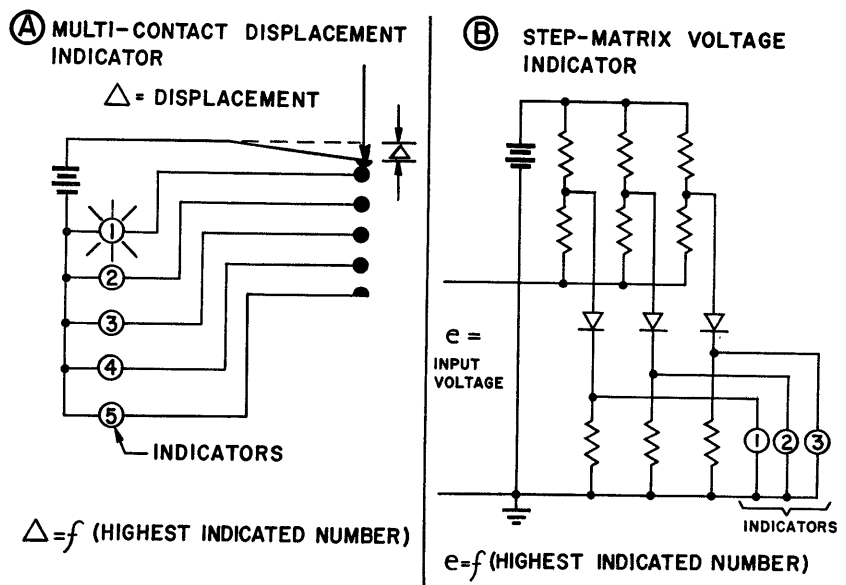 Ⓐ MULTI-CONTACT DISPLACEMENT
INDICATOR
△ = DISPLACEMENT
△
1
2
3
4
5
INDICATORS
△=f (HIGHEST INDICATED NUMBER)
Ⓑ STEP-MATRIX VOLTAGE
INDICATOR
e =
INPUT
VOLTAGE
1 2 3
INDICATORS
e=f (HIGHEST INDICATED NUMBER)